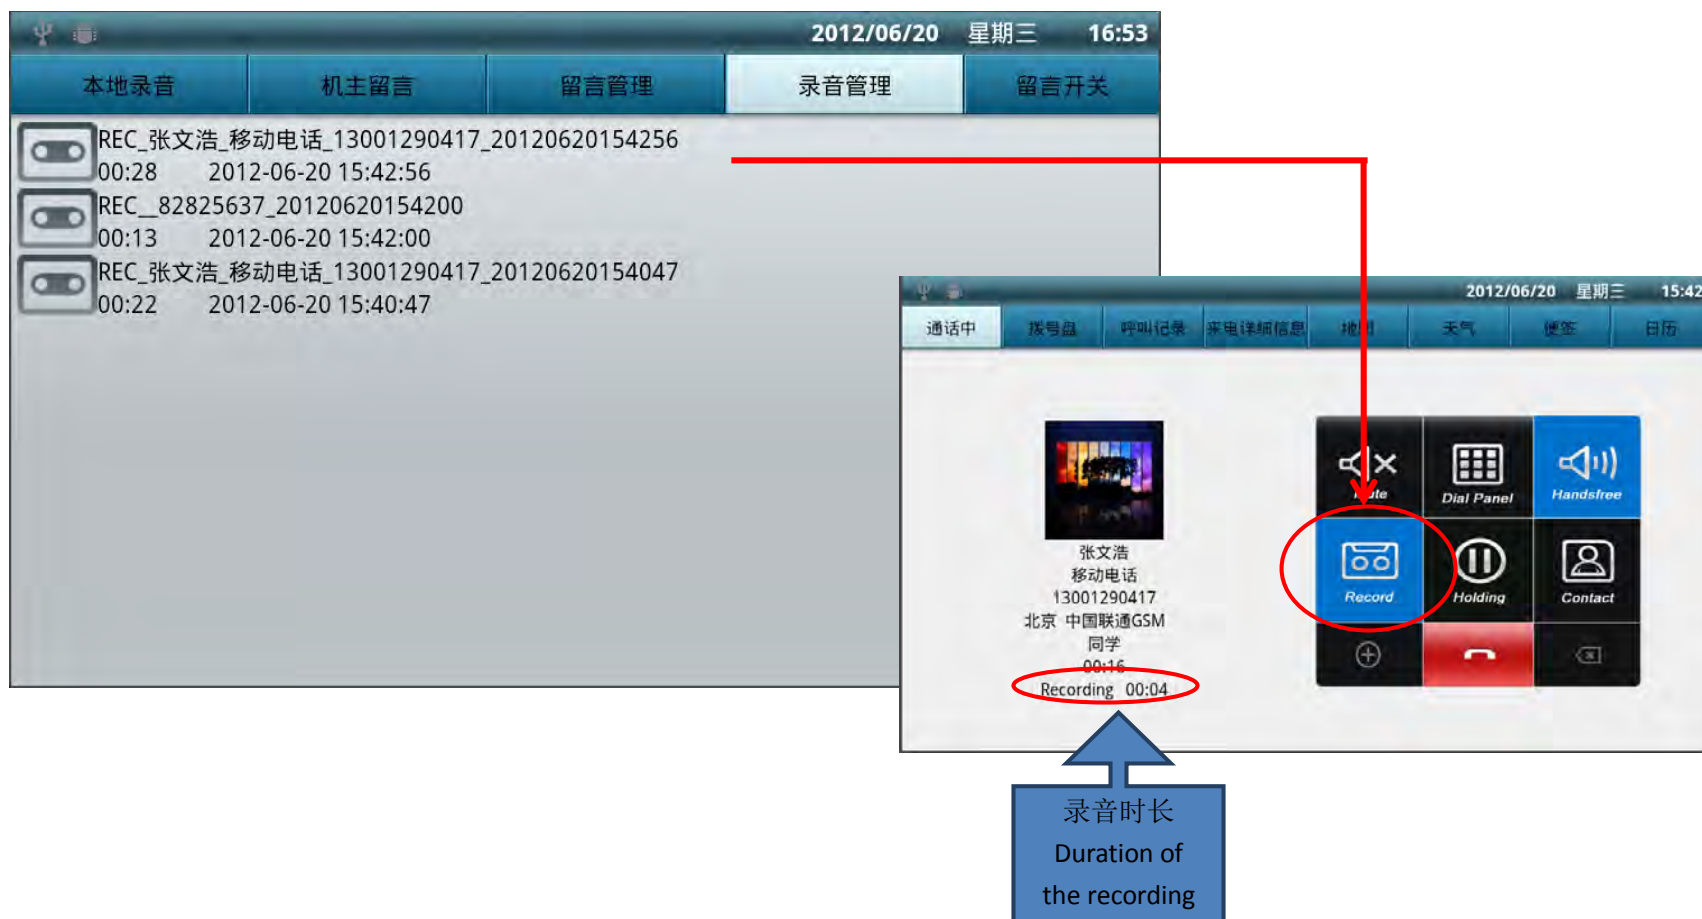 2012/06/20 星期三 16:53
本地录音 机主留言 留言管理 录音管理 留言开关
REC_张文浩_移动电话_13001290417_20120620154256
00:28 2012-06-20 15:42:56
REC__82825637_20120620154200
00:13 2012-06-20 15:42:00
REC_张文浩_移动电话_13001290417_20120620154047
00:22 2012-06-20 15:40:47
2012/06/20 星期三 15:42
通话中 拨号盘 呼叫记录 来电详细信息 地图 天气 便签 日历
张文浩
移动电话
13001290417
北京 中国联通GSM
同学
00:16
Recording 00:04
Mute Dial Panel Handsfree
Record Holding Contact
录音时长
Duration of
the recording